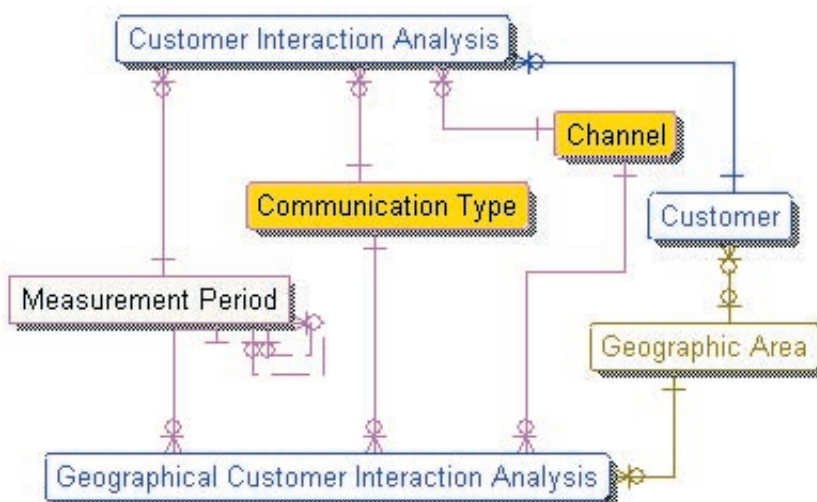 Customer Interaction Analysis
Channel
Communication Type
Customer
Measurement Period
Geographic Area
Geographical Customer Interaction Analysis